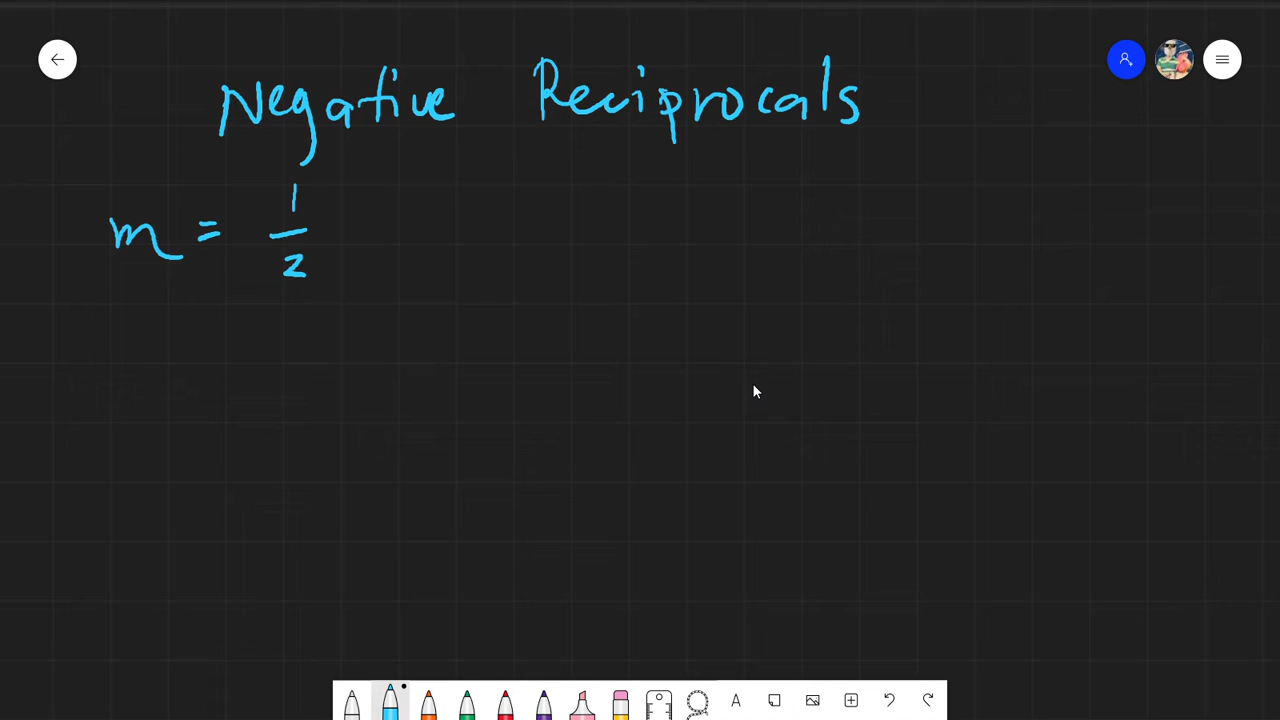 Negative Reciprocals
m = 1/2
A